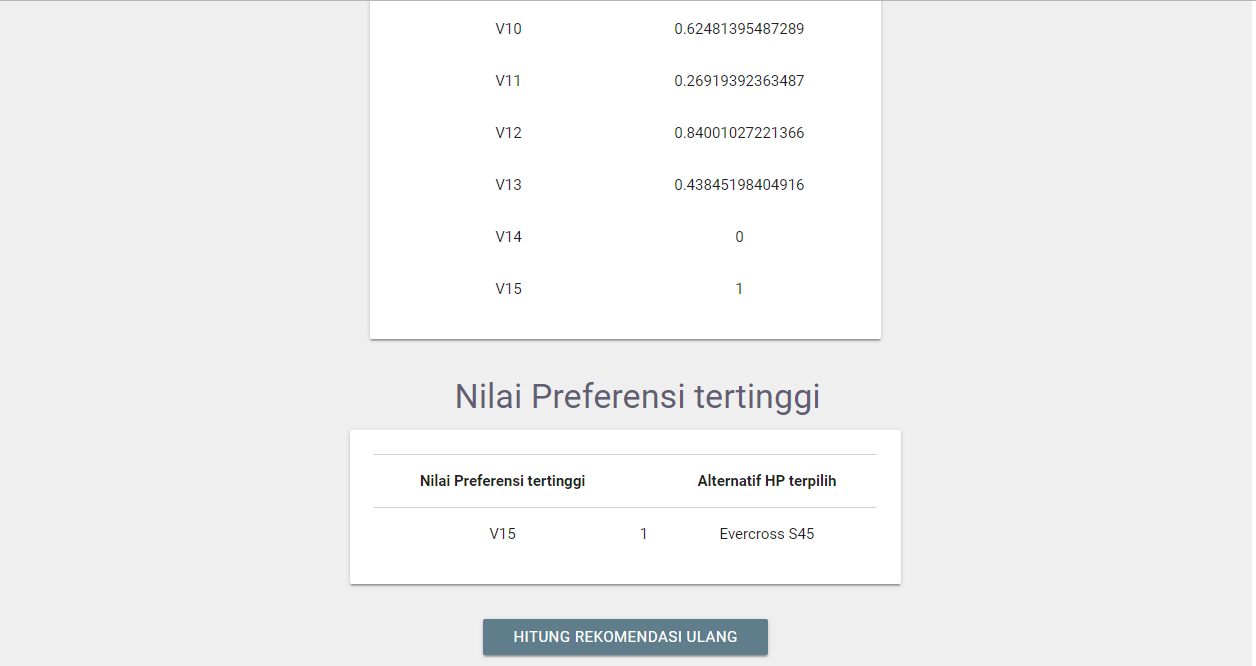 V10 0.62481395487289
V11 0.26919392363487
V12 0.84001027221366
V13 0.43845198404916
V14 0
V15 1
Nilai Preferensi tertinggi
Nilai Preferensi tertinggi Alternatif HP terpilih
V15 1 Evercross S45
HITUNG REKOMENDASI ULANG